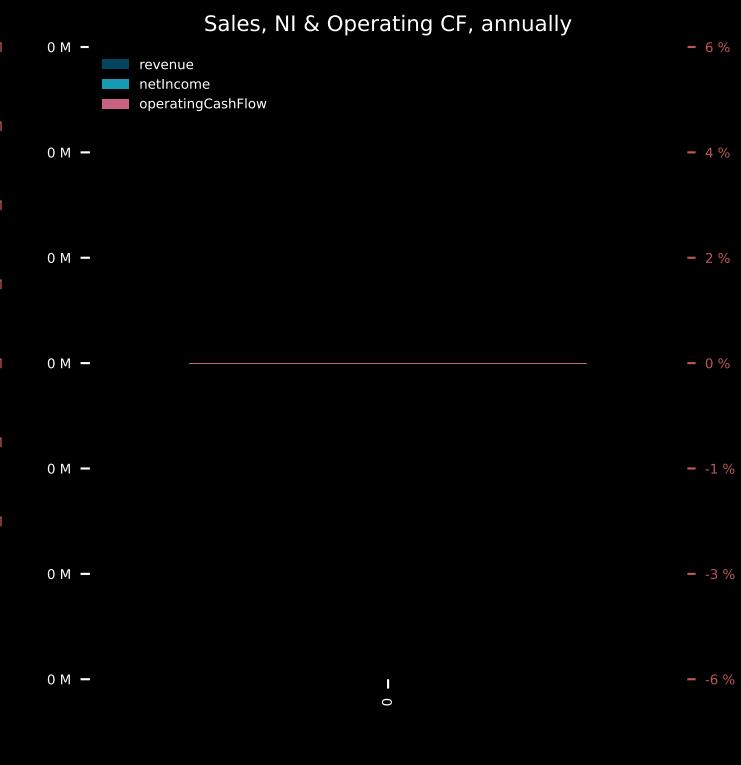 Sales, NI & Operating CF, annually
0 M
6 %
revenue
netIncome
operatingCashFlow
0 M
4 %
0 M
2 %
0 M
0 %
0 M
-1 %
0 M
-3 %
0 M
-6 %
0